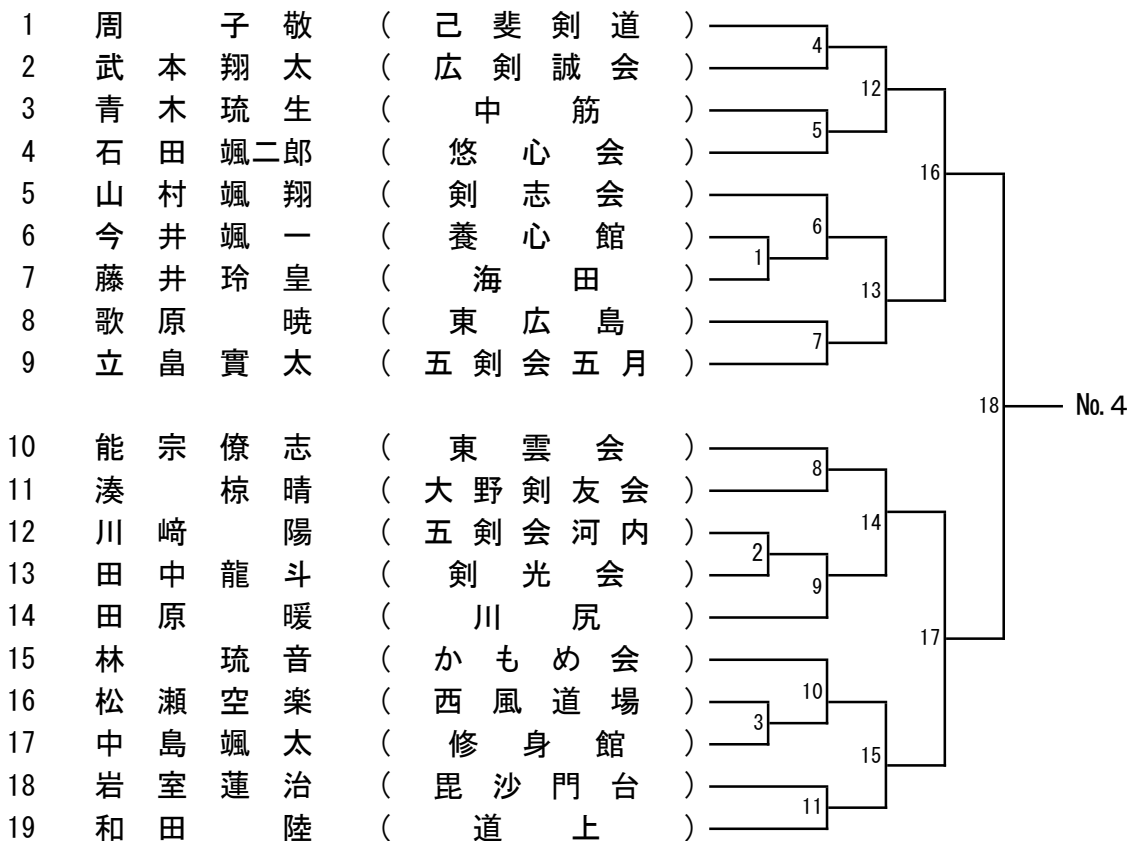 1 周 子 敬 ( 己 斐 剣 道 )
2 武 本 翔 太 ( 広 剣 誠 会 )
3 青 木 琉 生 ( 中 筋 )
4 石 田 颯二郎 ( 悠 心 会 )
5 山 村 颯 翔 ( 剣 志 会 )
6 今 井 颯 一 ( 養 心 館 )
7 藤 井 玲 皇 ( 海 田 )
8 歌 原 暁 ( 東 広 島 )
9 立 畠 實 太 ( 五 剣 会 五 月 )
10 能 宗 僚 志 ( 東 雲 会 )
11 湊 椋 晴 ( 大 野 剣 友 会 )
12 川 﨑 陽 ( 五 剣 会 河 内 )
13 田 中 龍 斗 ( 剣 光 会 )
14 田 原 暖 ( 川 尻 )
15 林 琉 音 ( か も め 会 )
16 松 瀬 空 楽 ( 西 風 道 場 )
17 中 島 颯 太 ( 修 身 館 )
18 岩 室 蓮 治 ( 毘 沙 門 台 )
19 和 田 陸 ( 道 上 )
4
12
5
16
6
1
13
7
18
№4
8
14
2
9
17
10
3
15
11